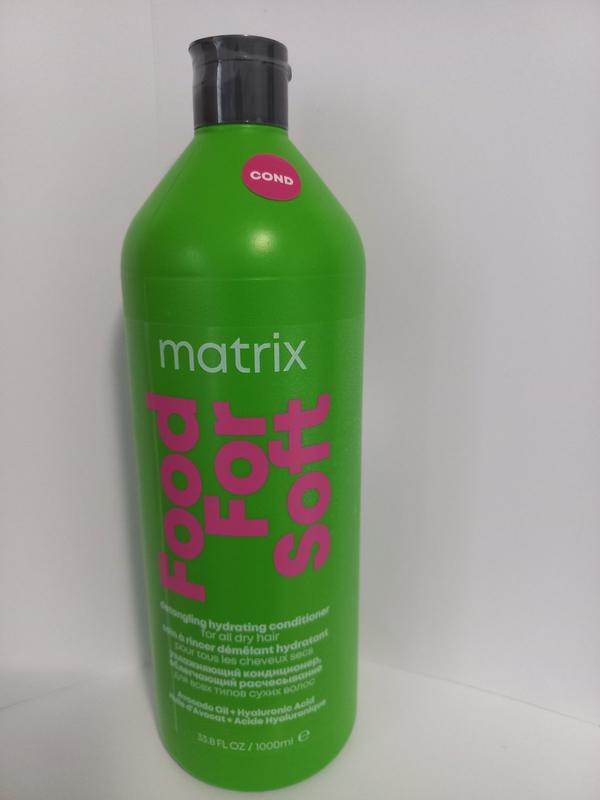 COND
matrix
Food
For
Soft
detangling hydrating conditioner
for all dry hair
soin à rincer démêlant hydratant
pour tous les cheveux secs
увлажняющий кондиционер,
облегчающий расчесывание
для всех типов сухих волос
Avocado Oil + Hyaluronic Acid
Huile d'Avocat + Acide Hyaluronique
33.8 FL OZ / 1000ml ℮